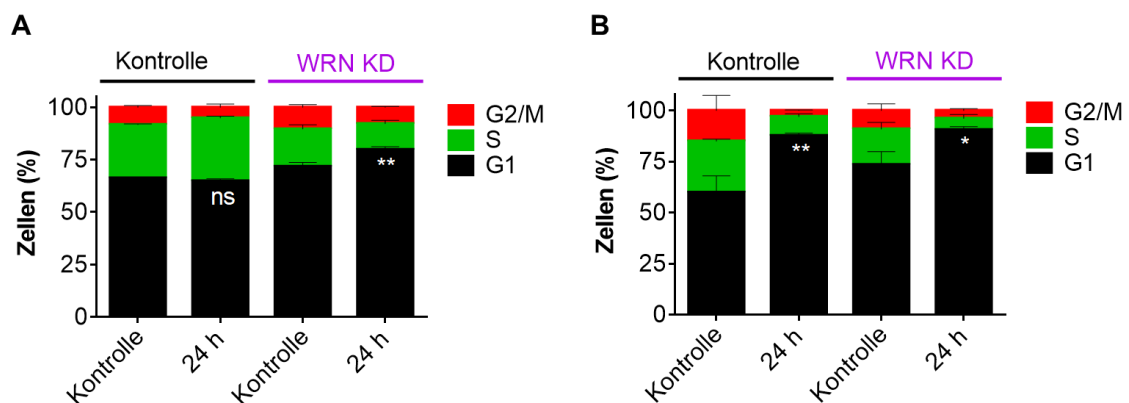 A
Kontrolle WRN KD
100
75
50
25
0
Zellen (%)
ns
**
G2/M
S
G1
Kontrolle
24 h
Kontrolle
24 h
B
Kontrolle WRN KD
100
75
50
25
0
Zellen (%)
**
*
G2/M
S
G1
Kontrolle
24 h
Kontrolle
24 h